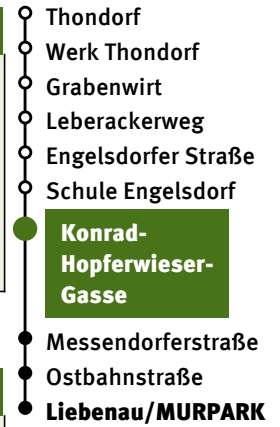 Thondorf
Werk Thondorf
Grabenwirt
Leberackerweg
Engelsdorfer Straße
Schule Engelsdorf
Konrad-
Hopferwieser-
Gasse
Messendorferstraße
Ostbahnstraße
Liebenau/MURPARK